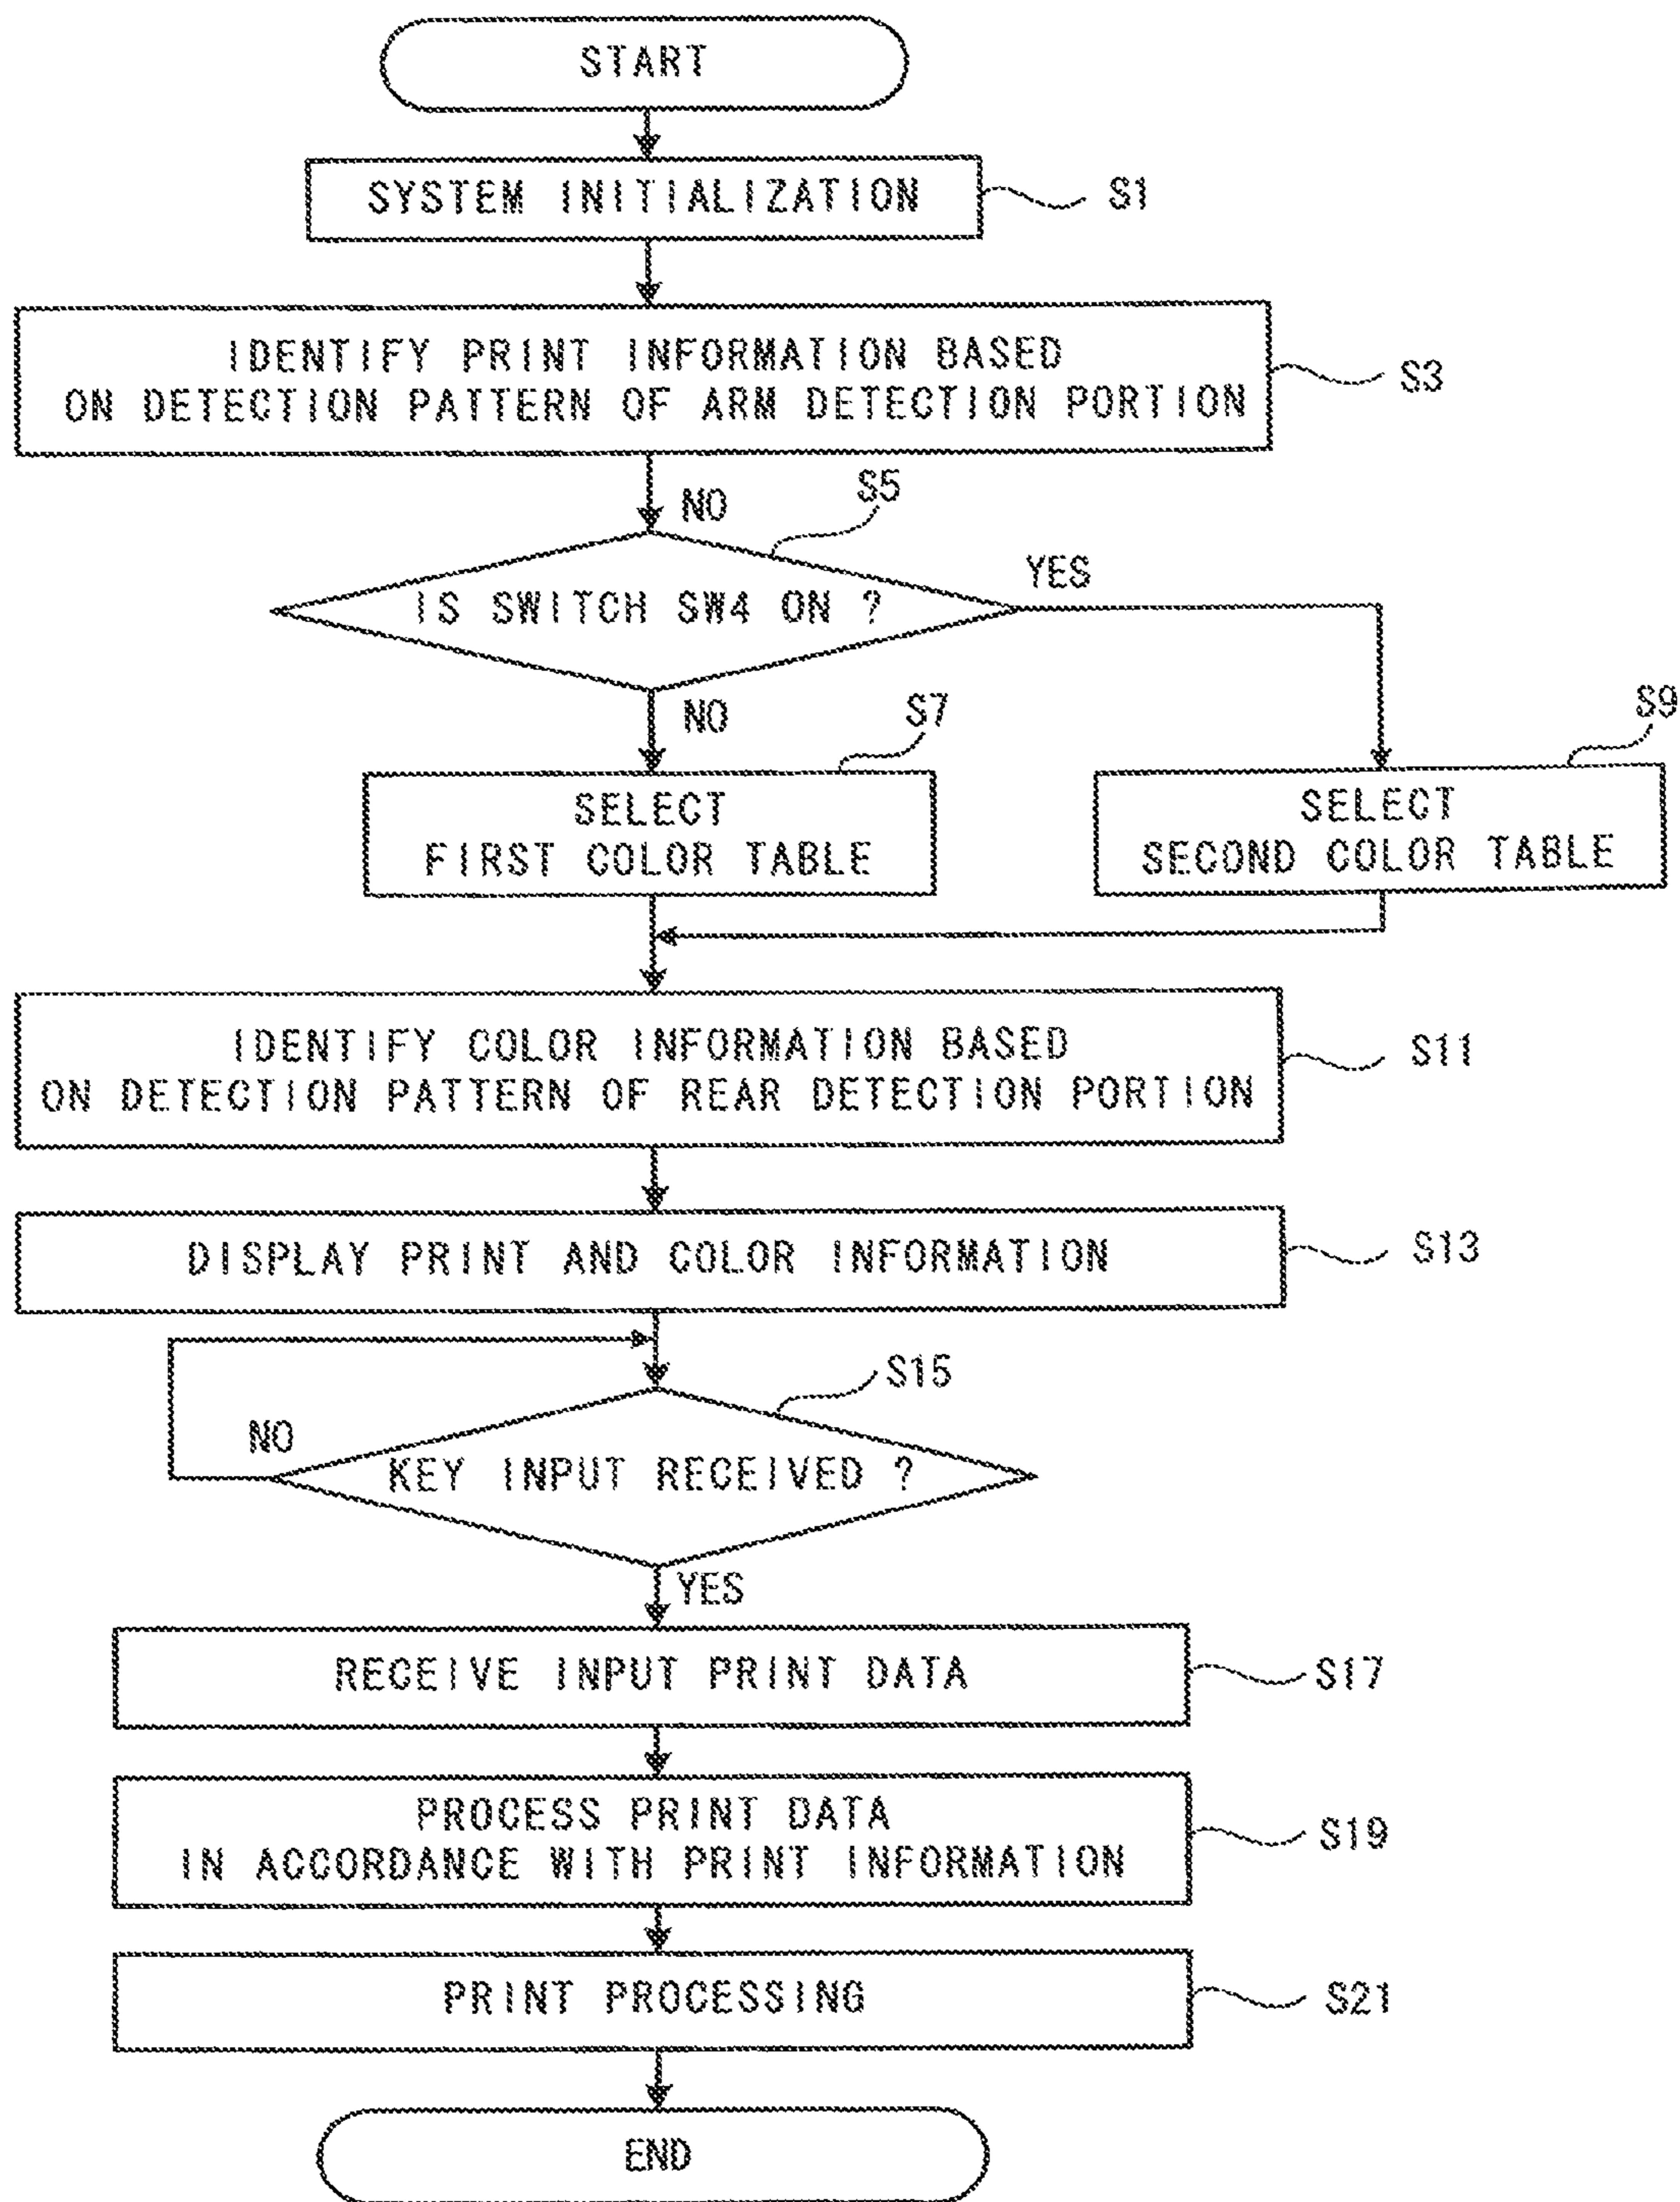 START
SYSTEM INITIALIZATION
S1
IDENTIFY PRINT INFORMATION BASED
ON DETECTION PATTERN OF ARM DETECTION PORTION
S3
NO
S5
IS SWITCH SW4 ON ?
YES
NO
S7
S9
SELECT
FIRST COLOR TABLE
SELECT
SECOND COLOR TABLE
IDENTIFY COLOR INFORMATION BASED
ON DETECTION PATTERN OF REAR DETECTION PORTION
S11
DISPLAY PRINT AND COLOR INFORMATION
S13
S15
NO
KEY INPUT RECEIVED ?
YES
RECEIVE INPUT PRINT DATA
S17
PROCESS PRINT DATA
IN ACCORDANCE WITH PRINT INFORMATION
S19
PRINT PROCESSING
S21
END